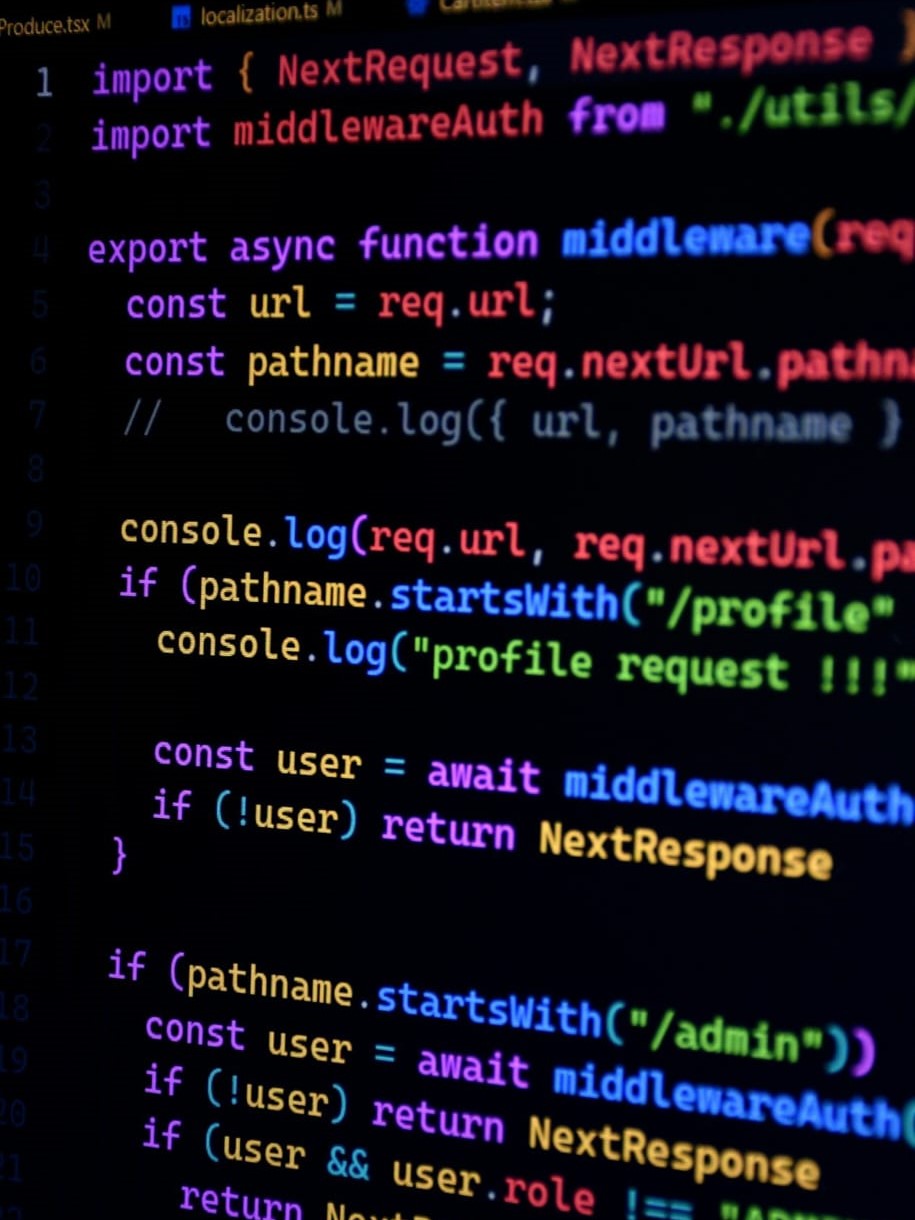 Produce.tsx M localization.ts M
1 import { NextRequest, NextResponse }
2 import middlewareAuth from "./utils/
3
4 export async function middleware(req
5 const url = req.url;
6 const pathname = req.nextUrl.pathn
7 // console.log({ url, pathname }
8
9 console.log(req.url, req.nextUrl.pa
10 if (pathname.startsWith("/profile"
11 console.log("profile request !!!"
12
13 const user = await middlewareAuth
14 if (!user) return NextResponse
15 }
16
17 if (pathname.startsWith("/admin"))
18 const user = await middlewareAuth(
19 if (!user) return NextResponse
20 if (user && user.role !==
21 return